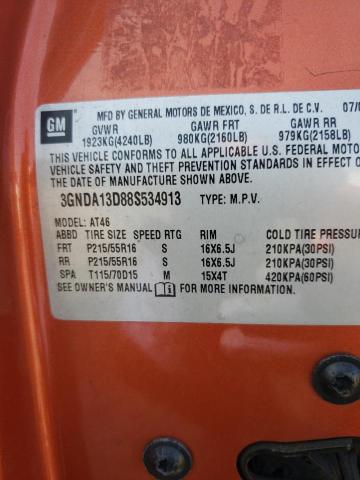 GM
MFD BY GENERAL MOTORS DE MEXICO, S. DE R.L. DE C.V. 07/
GVWR GAWR FRT GAWR RR
1923KG(4240LB) 980KG(2160LB) 979KG(2158LB)
THIS VEHICLE CONFORMS TO ALL APPLICABLE U.S. FEDERAL
VEHICLE SAFETY, BUMPER, AND THEFT PREVENTION
STANDARDS IN EFFECT ON THE DATE OF
3GNDA13D88S534913 TYPE: M.P.V.
MODEL: AT46
ABBD TIRE SIZE SPEED RTG RIM COLD TIRE PRESSURE
FRT P215/55R16 S 16X6.5J 210KPA(30PSI)
RR P215/55R16 S 16X6.5J 210KPA(30PSI)
SPA T115/70D15 M 15X4T 420KPA(60PSI)
SEE OWNER'S MANUAL FOR MORE INFORMATION.